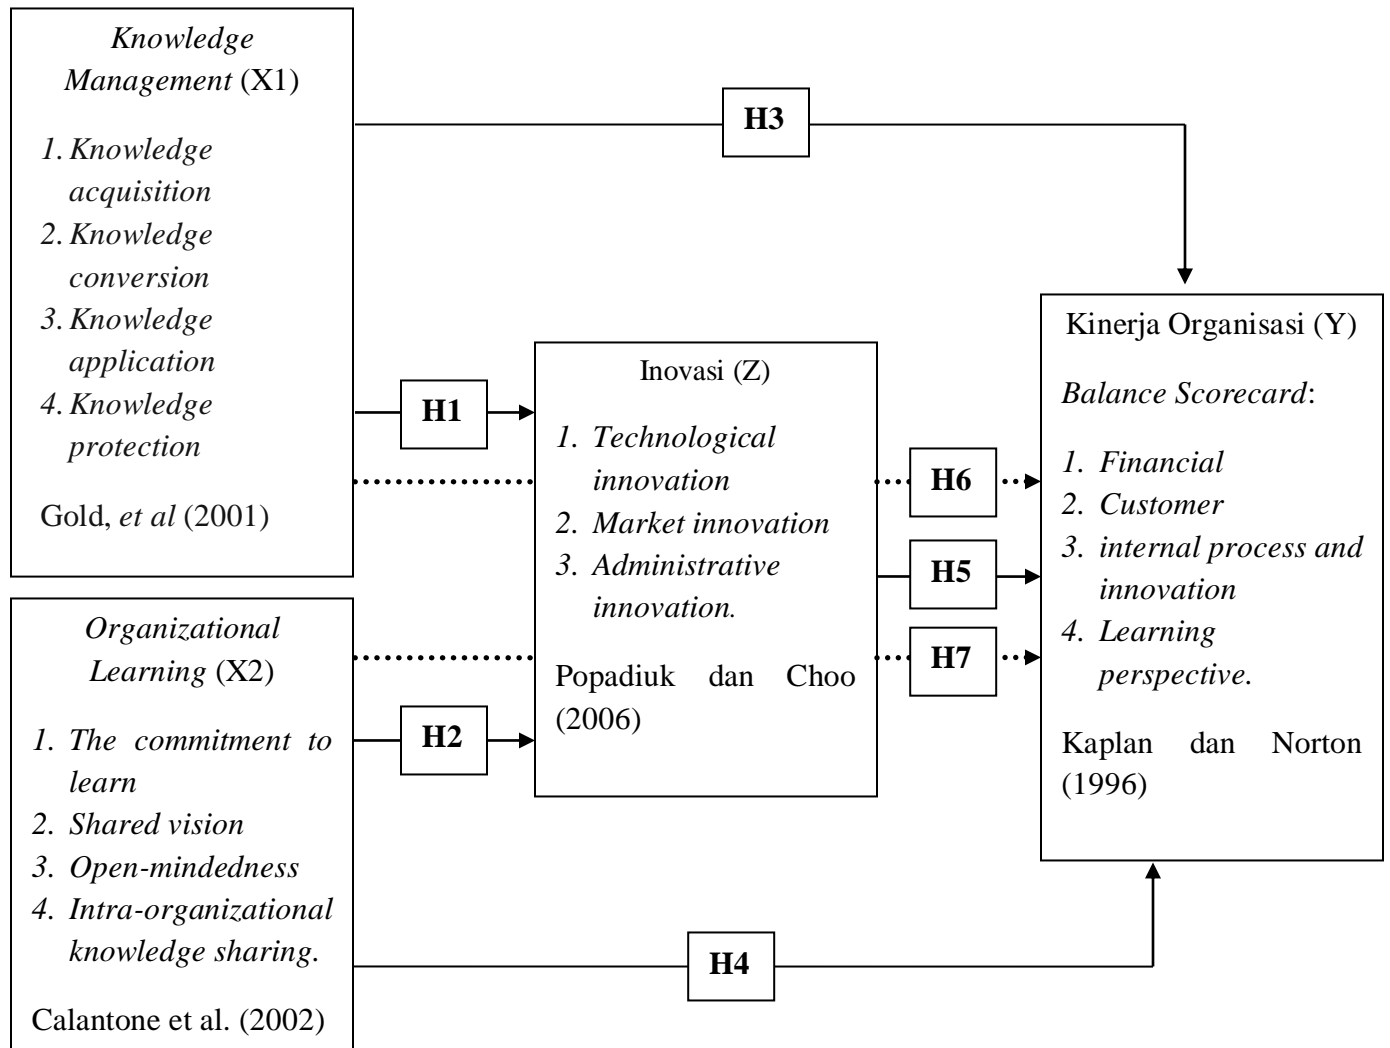 Knowledge
Management (X1)
1. Knowledge
acquisition
2. Knowledge
conversion
3. Knowledge
application
4. Knowledge
protection
Gold, et al (2001)
H3
H1
Organizational
Learning (X2)
1. The commitment to
learn
2. Shared vision
3. Open-mindedness
4. Intra-organizational
knowledge sharing.
Calantone et al. (2002)
H2
H4
Inovasi (Z)
1. Technological
innovation
2. Market innovation
3. Administrative
innovation.
Popadiuk dan Choo
(2006)
H6
H5
H7
Kinerja Organisasi (Y)
Balance Scorecard:
1. Financial
2. Customer
3. internal process and
innovation
4. Learning
perspective.
Kaplan dan Norton
(1996)